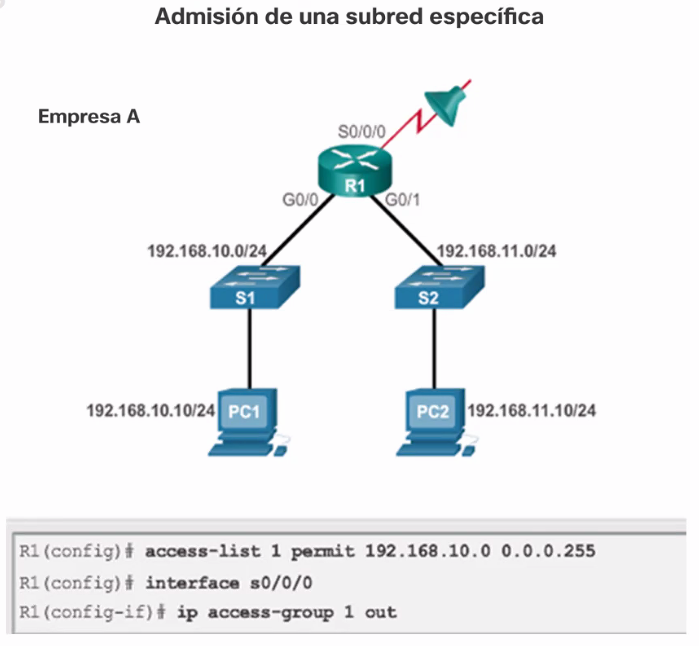 Admisión de una subred específica
Empresa A
S0/0/0
R1
G0/0
G0/1
192.168.10.0/24
192.168.11.0/24
S1
S2
192.168.10.10/24
PC1
PC2
192.168.11.10/24
R1(config)# access-list 1 permit 192.168.10.0 0.0.0.255
R1(config)# interface s0/0/0
R1(config-if)# ip access-group 1 out